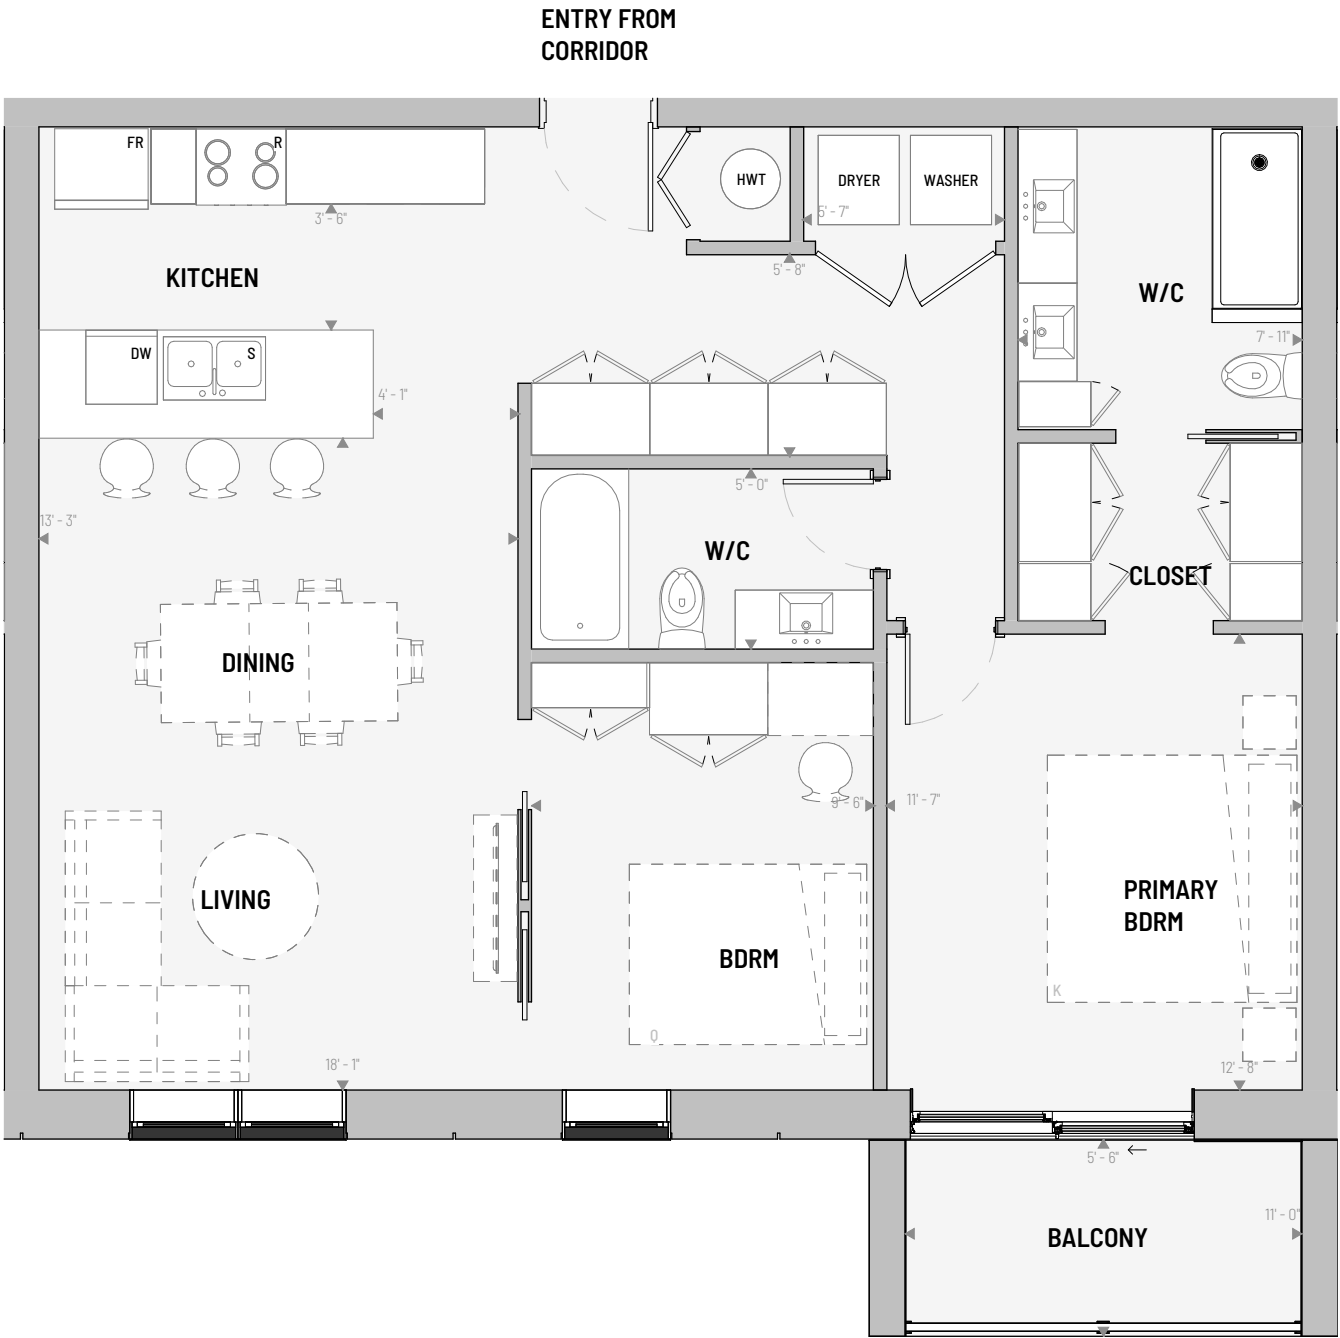 ENTRY FROM
CORRIDOR
FR
R
HWT
DRYER
WASHER
3' - 6"
5' - 7"
5' - 8"
KITCHEN
W/C
7' - 11"
DW
S
4' - 1"
5' - 0"
13' - 3"
W/C
CLOSET
DINING
9' - 6"
11' - 7"
LIVING
PRIMARY
BDRM
BDRM
K
Q
18' - 1"
12' - 8"
5' - 6"
11' - 0"
BALCONY